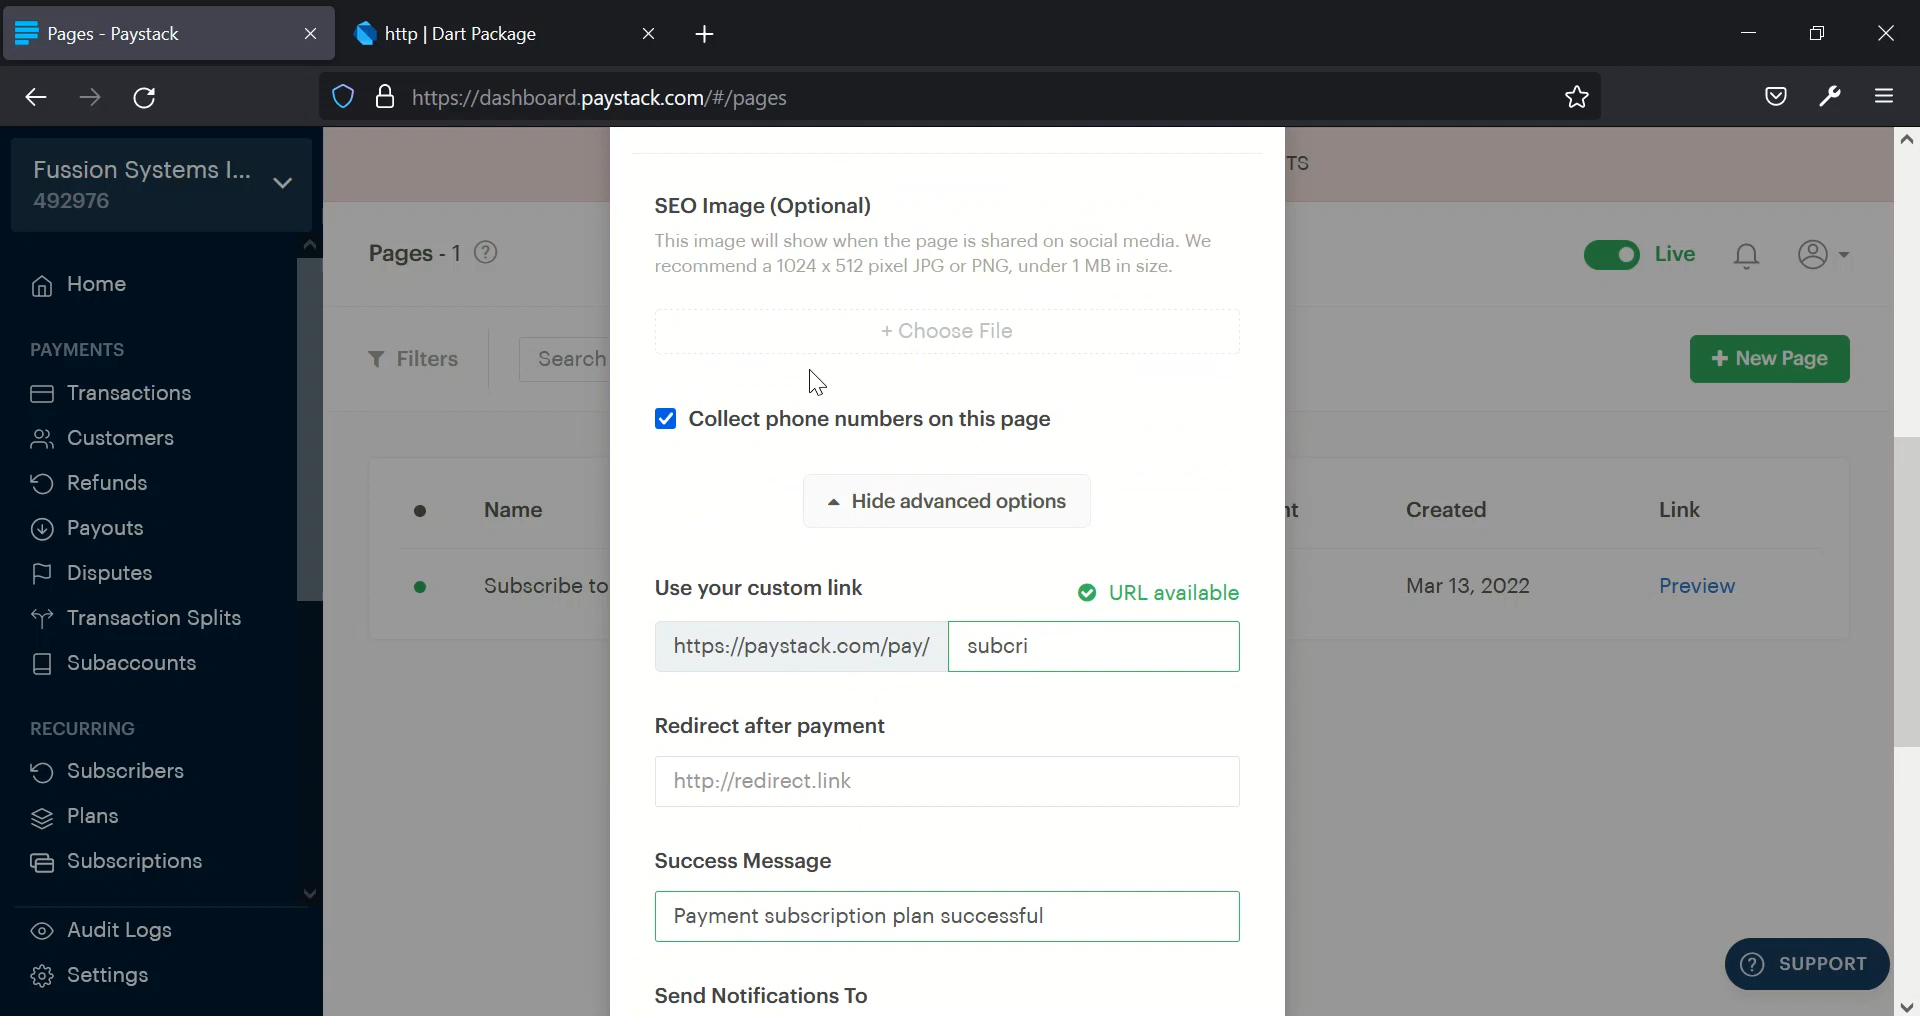 Pages - Paystack
http | Dart Package
https://dashboard.paystack.com/#/pages
Fussion Systems I...
492976
Home
PAYMENTS
Transactions
Customers
Refunds
Payouts
Disputes
Transaction Splits
Subaccounts
RECURRING
Subscribers
Plans
Subscriptions
Audit Logs
Settings
TS
Pages - 1 ?
Live
Filters
Search
+ New Page
Name
nt
Created
Link
Subscribe to
Mar 13, 2022
Preview
SEO Image (Optional)
This image will show when the page is shared on social media. We
recommend a 1024 x 512 pixel JPG or PNG, under 1 MB in size.
+ Choose File
Collect phone numbers on this page
Hide advanced options
Use your custom link
URL available
https://paystack.com/pay/
subcri
Redirect after payment
http://redirect.link
Success Message
Payment subscription plan successful
Send Notifications To
? SUPPORT